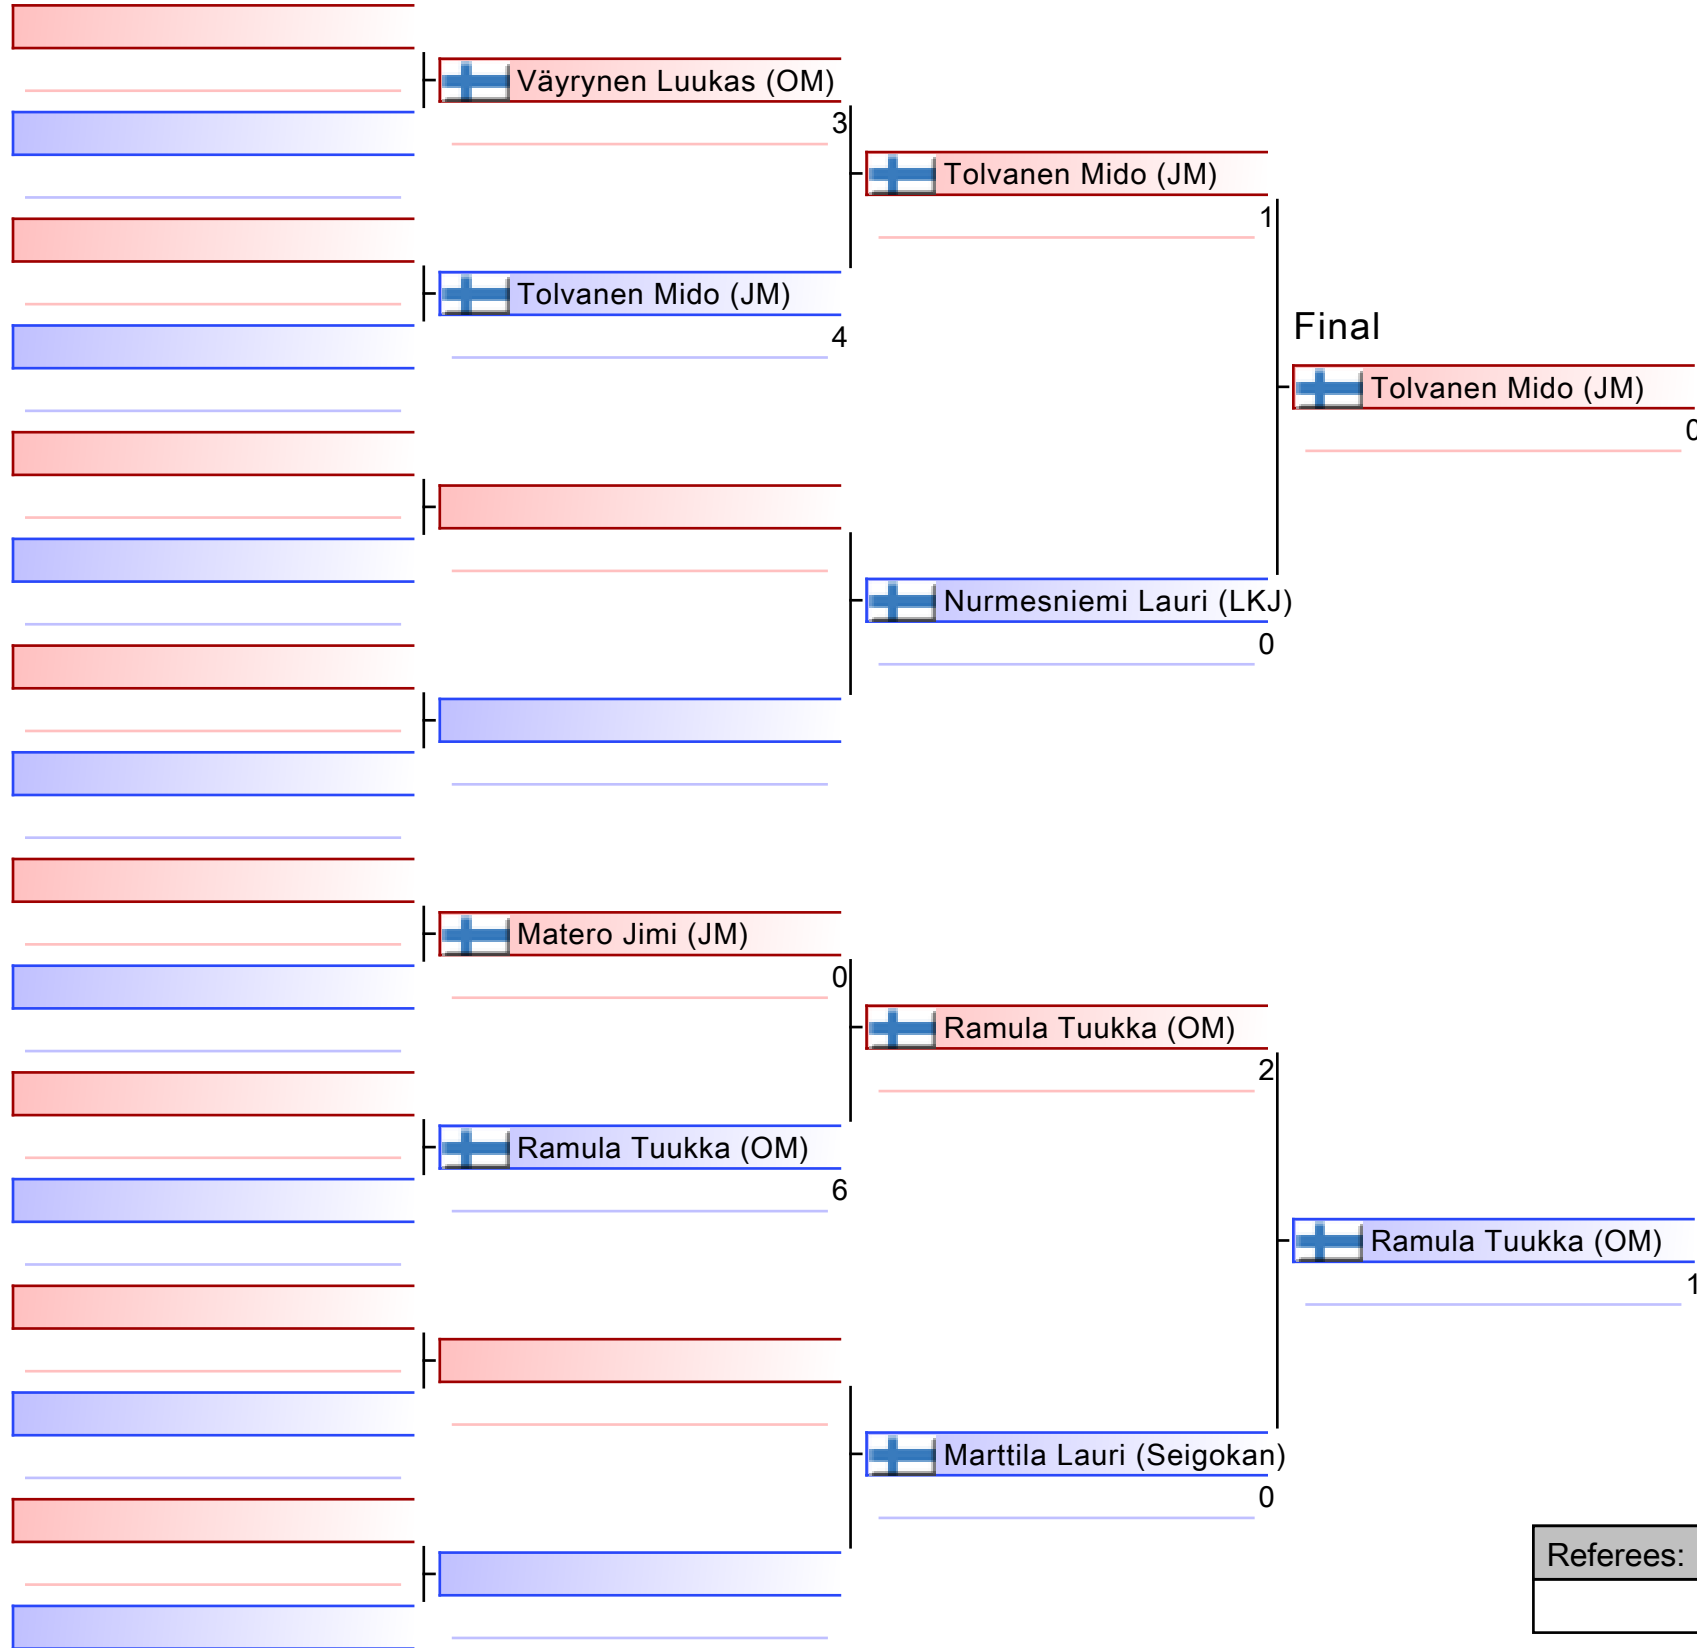 Väyrynen Luukas (OM)
3
Tolvanen Mido (JM)
4
Matero Jimi (JM)
0
Ramula Tuukka (OM)
6
Tolvanen Mido (JM)
1
Nurmesniemi Lauri (LKJ)
0
Ramula Tuukka (OM)
2
Marttila Lauri (Seigokan)
0
Final
Tolvanen Mido (JM)
0
Ramula Tuukka (OM)
1
Referees: